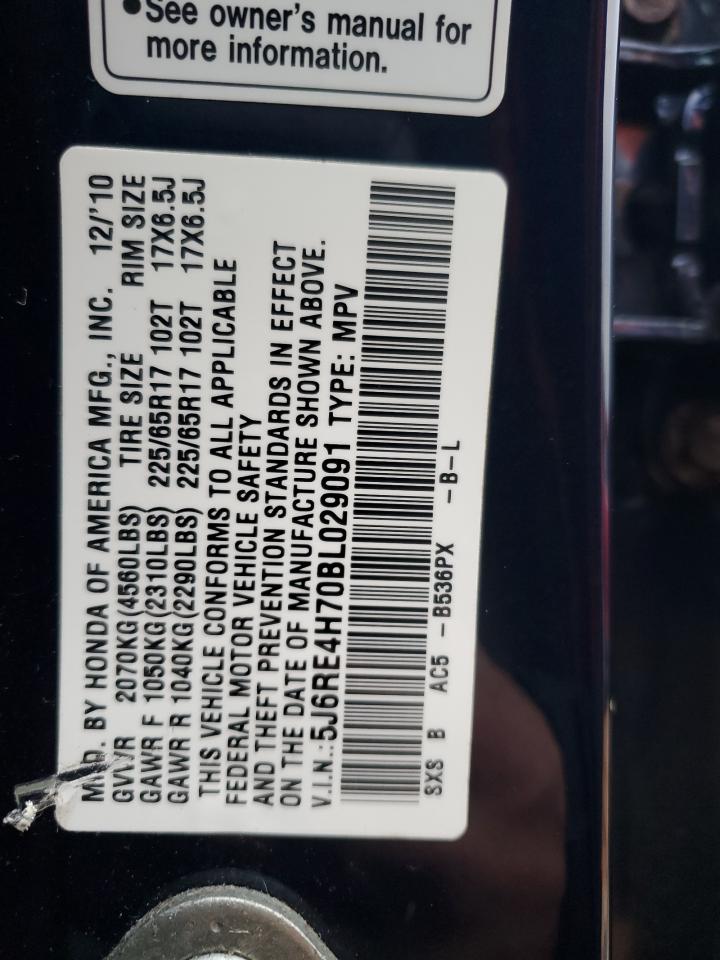 •See owner's manual for
more information.
MFD. BY HONDA OF AMERICA MFG., INC. 12/'10
GVWR 2070KG(4560LBS) TIRE SIZE RIM SIZE
GAWR F 1050KG(2310LBS) 225/65R17 102T 17X6.5J
GAWR R 1040KG(2290LBS) 225/65R17 102T 17X6.5J
THIS VEHICLE CONFORMS TO ALL APPLICABLE
FEDERAL MOTOR VEHICLE SAFETY
AND THEFT PREVENTION STANDARDS IN EFFECT
ON THE DATE OF MANUFACTURE SHOWN ABOVE.
V.I.N.:5J6RE4H70BL029091 TYPE: MPV
SXS B AC5 -B536PX -B-L